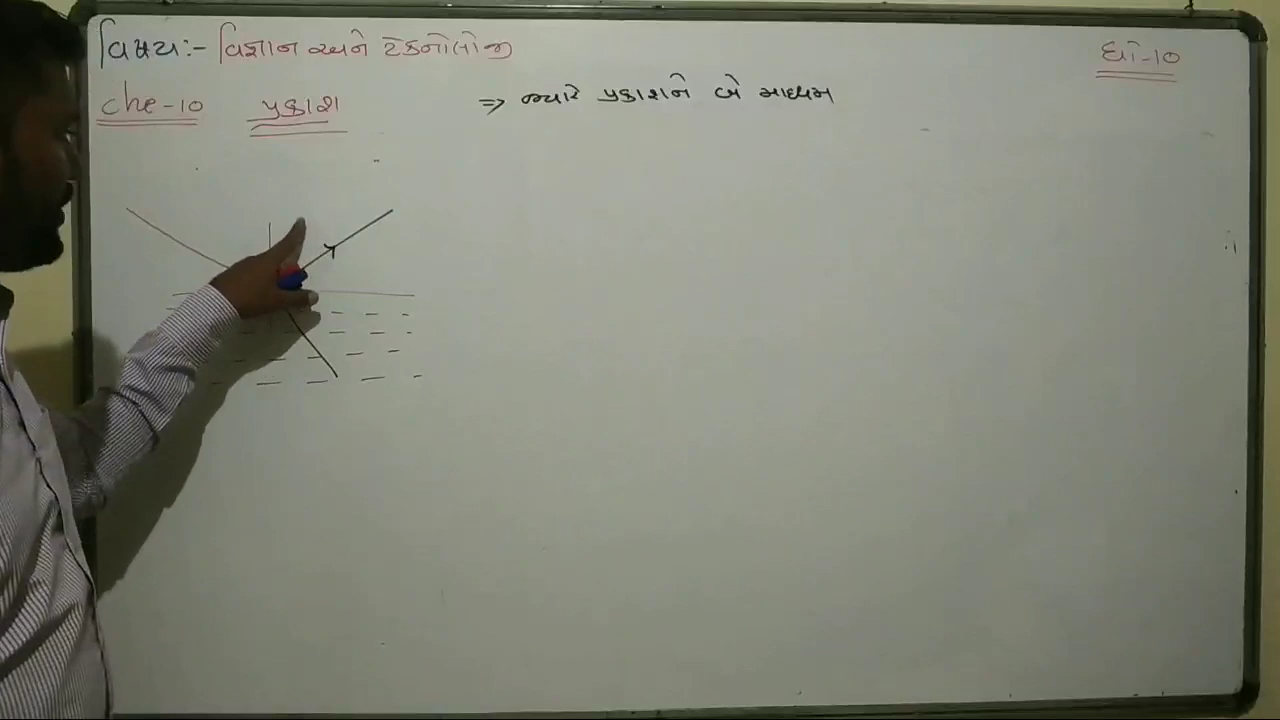 વિષય:- વિજ્ઞાન અને ટેકનોલોજી
ધો-10
che-10 પ્રકાશ
⇒ જ્યારે પ્રકાશને બે માધ્યમ